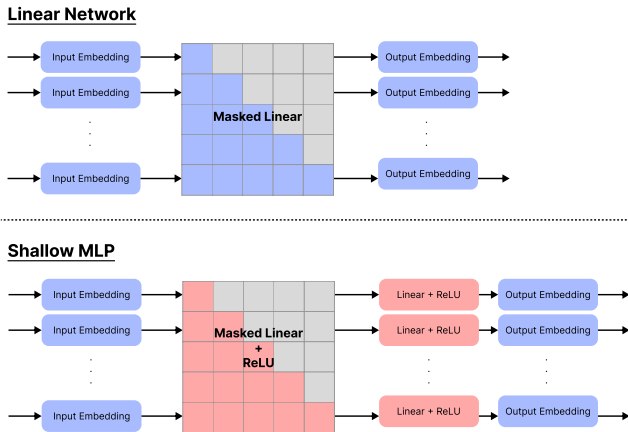 Linear Network
Input Embedding
Output Embedding
Input Embedding
Output Embedding
Masked Linear
Input Embedding
Output Embedding
Shallow MLP
Input Embedding
Linear + ReLU
Output Embedding
Input Embedding
Linear + ReLU
Output Embedding
Masked Linear
+
ReLU
Input Embedding
Linear + ReLU
Output Embedding